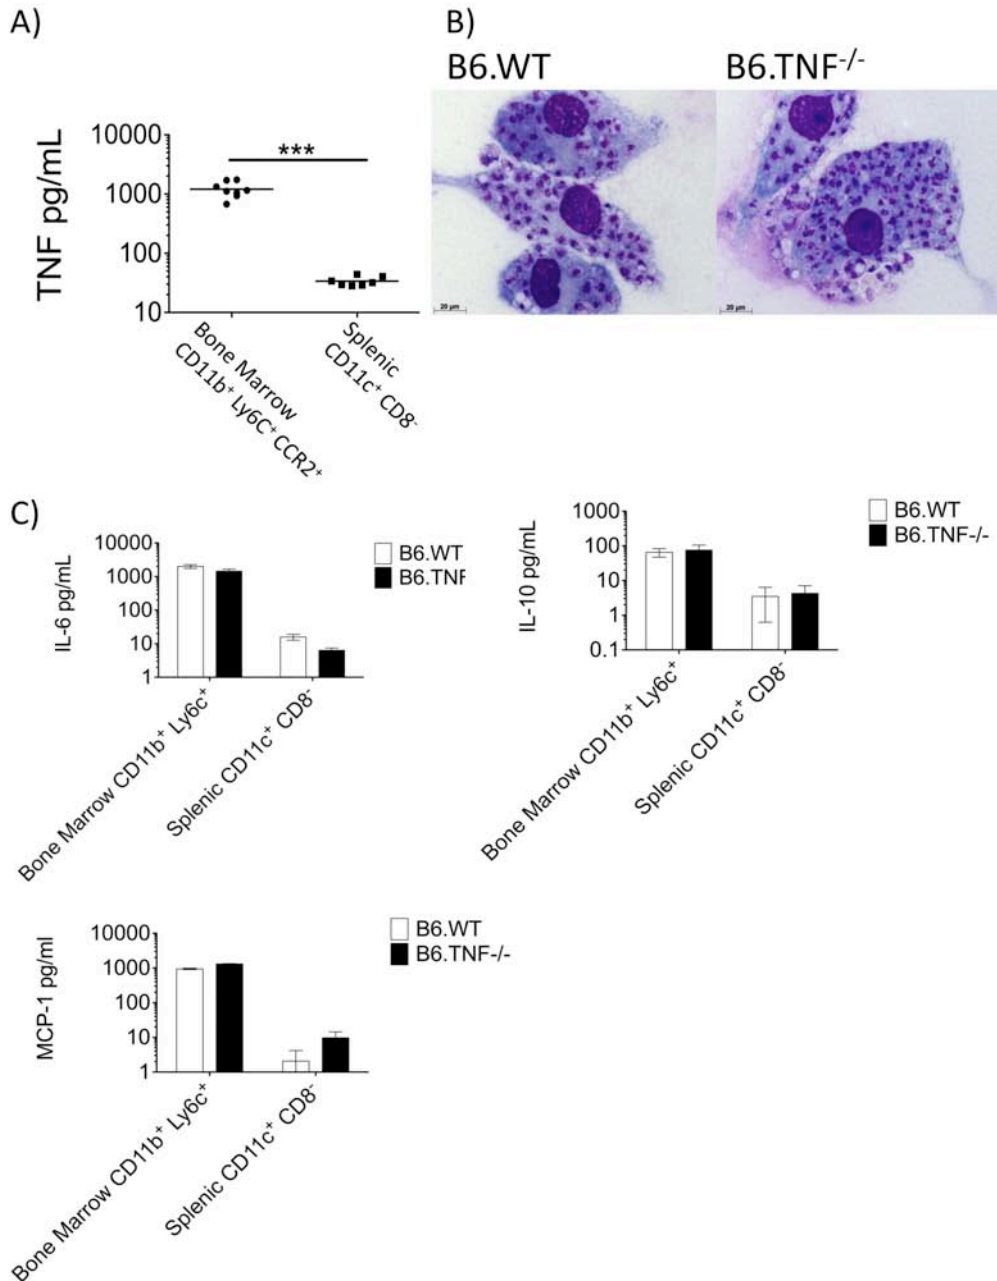 A)
TNF pg/mL
10000
1000
100
10
***
Bone Marrow
CD11b⁺ Ly6C⁺ CCR2⁺
Splenic
CD11c⁺ CD8⁻
B)
B6.WT
B6.TNF⁻/⁻
20 µm
20 µm
C)
IL-6 pg/mL
10000
1000
100
10
1
B6.WT
B6.TNF
Bone Marrow CD11b⁺ Ly6c⁺
Splenic CD11c⁺ CD8⁻
IL-10 pg/mL
1000
100
10
1
0.1
B6.WT
B6.TNF-/-
Bone Marrow CD11b⁺ Ly6c⁺
Splenic CD11c⁺ CD8⁻
MCP-1 pg/ml
10000
1000
100
10
1
B6.WT
B6.TNF-/-
Bone Marrow CD11b⁺ Ly6c⁺
Splenic CD11c⁺ CD8⁻